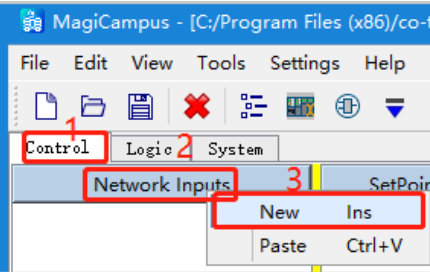 MagiCampus - [C:/Program Files (x86)/co-
File Edit View Tools Settings Help
1
Control Logic 2 System
Network Inputs 3 SetPoin
New Ins
Paste Ctrl+V